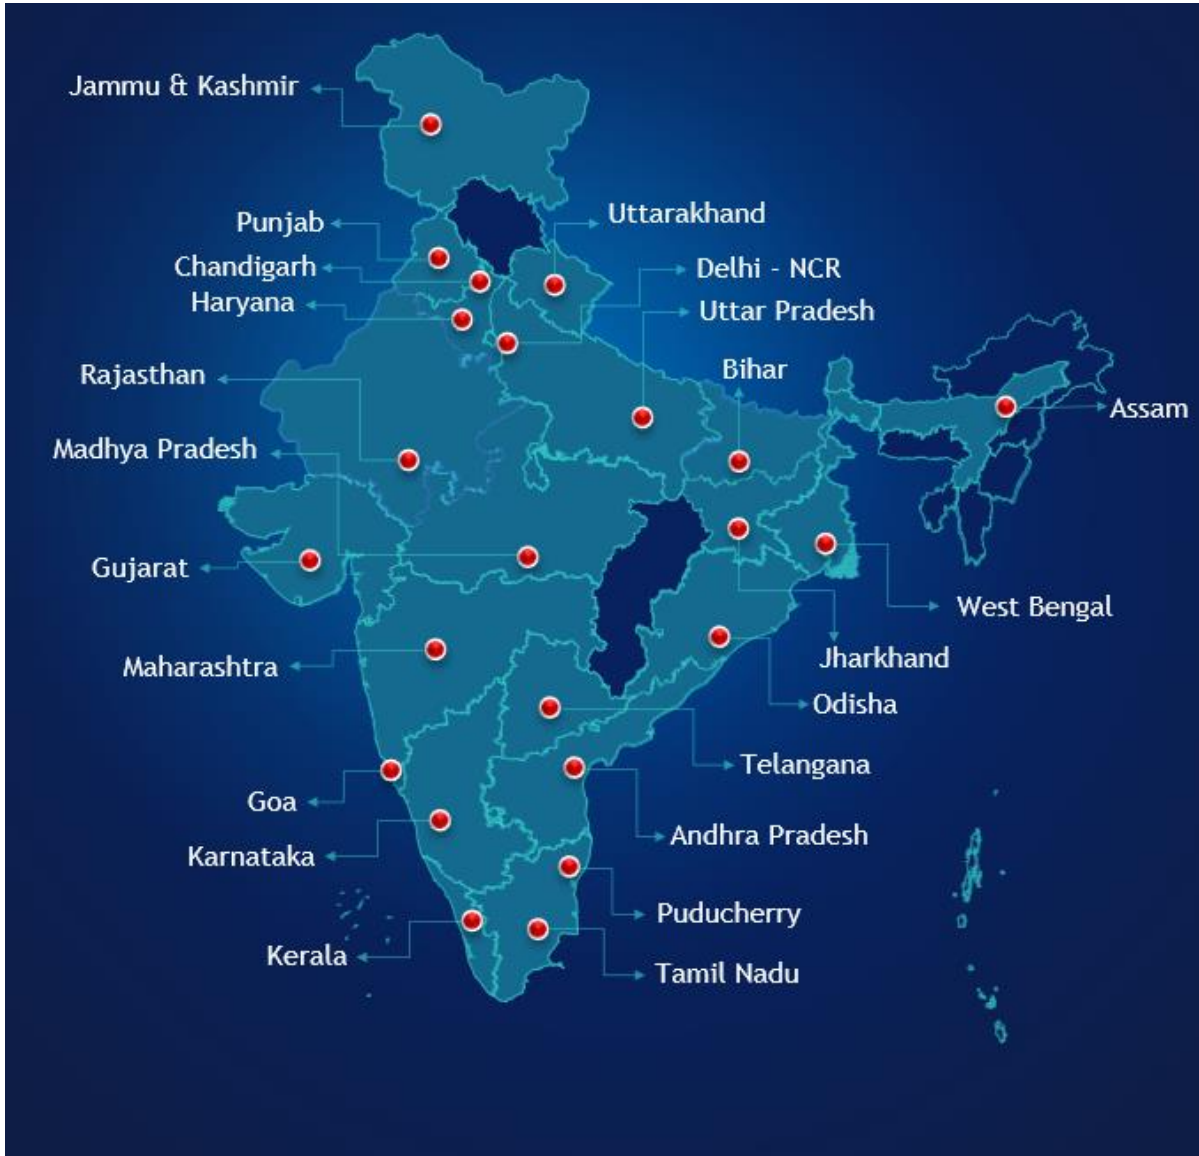 Jammu & Kashmir
Punjab
Uttarakhand
Chandigarh
Delhi - NCR
Haryana
Uttar Pradesh
Rajasthan
Bihar
Assam
Madhya Pradesh
Gujarat
West Bengal
Maharashtra
Jharkhand
Odisha
Telangana
Goa
Andhra Pradesh
Karnataka
Puducherry
Kerala
Tamil Nadu